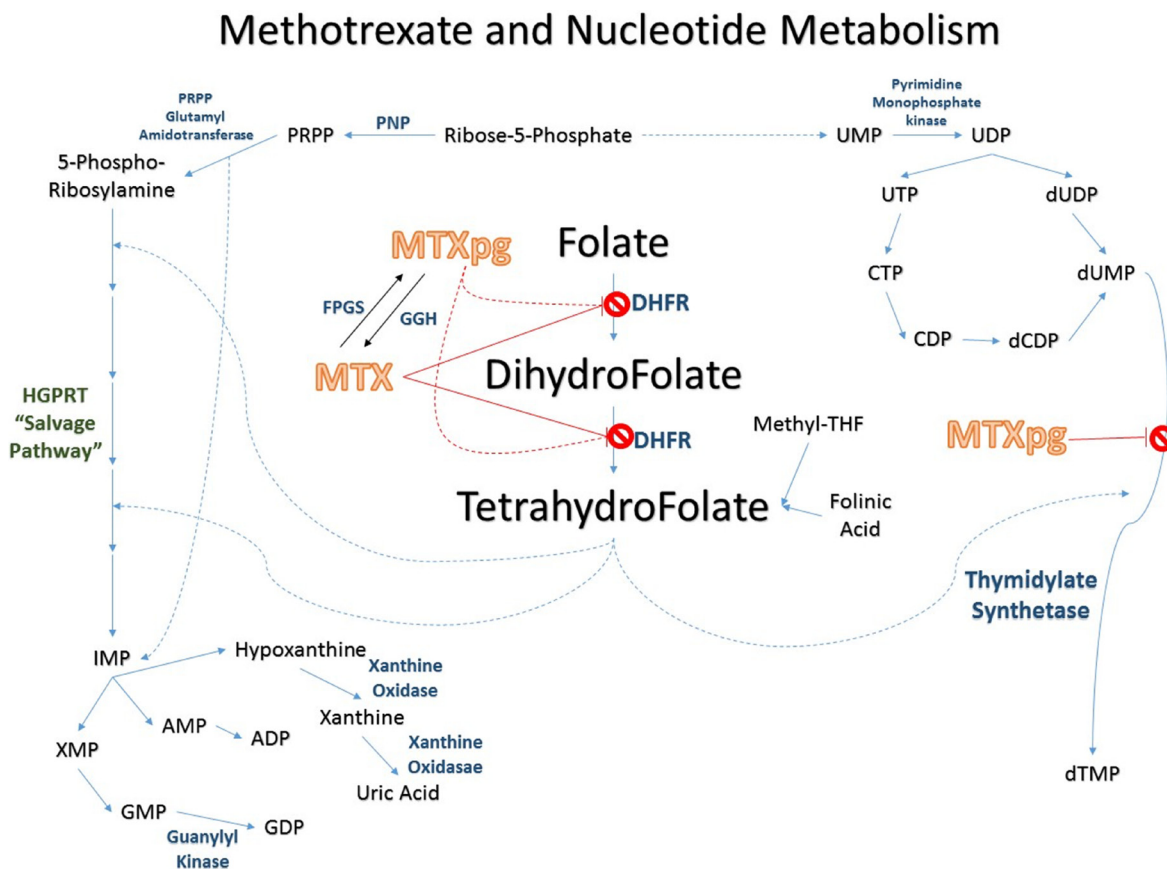 Methotrexate and Nucleotide Metabolism
PRPP
Glutamyl
Amidotransferase
PRPP
PNP
Ribose-5-Phosphate
UMP
Pyrimidine
Monophosphate
kinase
UDP
5-Phospho-
Ribosylamine
UTP
dUDP
MTXpg
Folate
CTP
dUMP
FPGS
GGH
DHFR
CDP
dCDP
MTX
DihydroFolate
HGPRT
“Salvage
Pathway”
DHFR
Methyl-THF
MTXpg
TetrahydroFolate
Folinic
Acid
Thymidylate
Synthetase
IMP
Hypoxanthine
Xanthine
Oxidase
Xanthine
AMP
ADP
XMP
Xanthine
Oxidasae
Uric Acid
dTMP
GMP
GDP
Guanylyl
Kinase